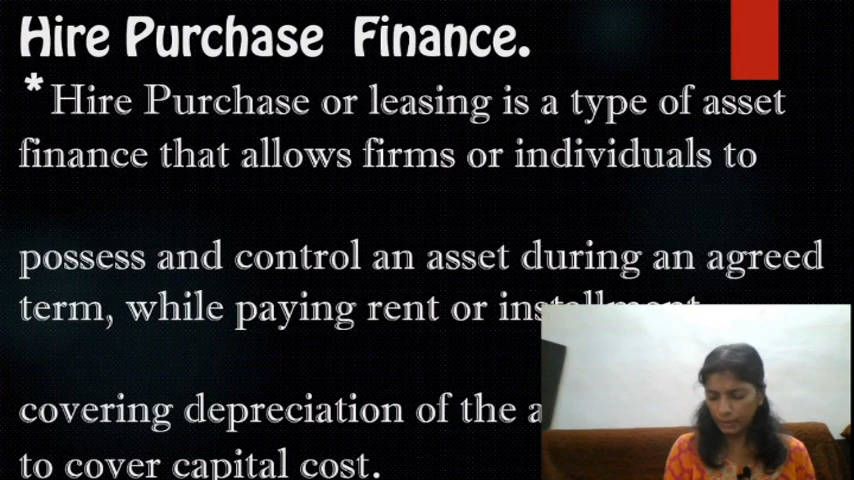 Hire Purchase Finance.
*Hire Purchase or leasing is a type of asset
finance that allows firms or individuals to
possess and control an asset during an agreed
term, while paying rent or installment
covering depreciation of the
to cover capital cost.